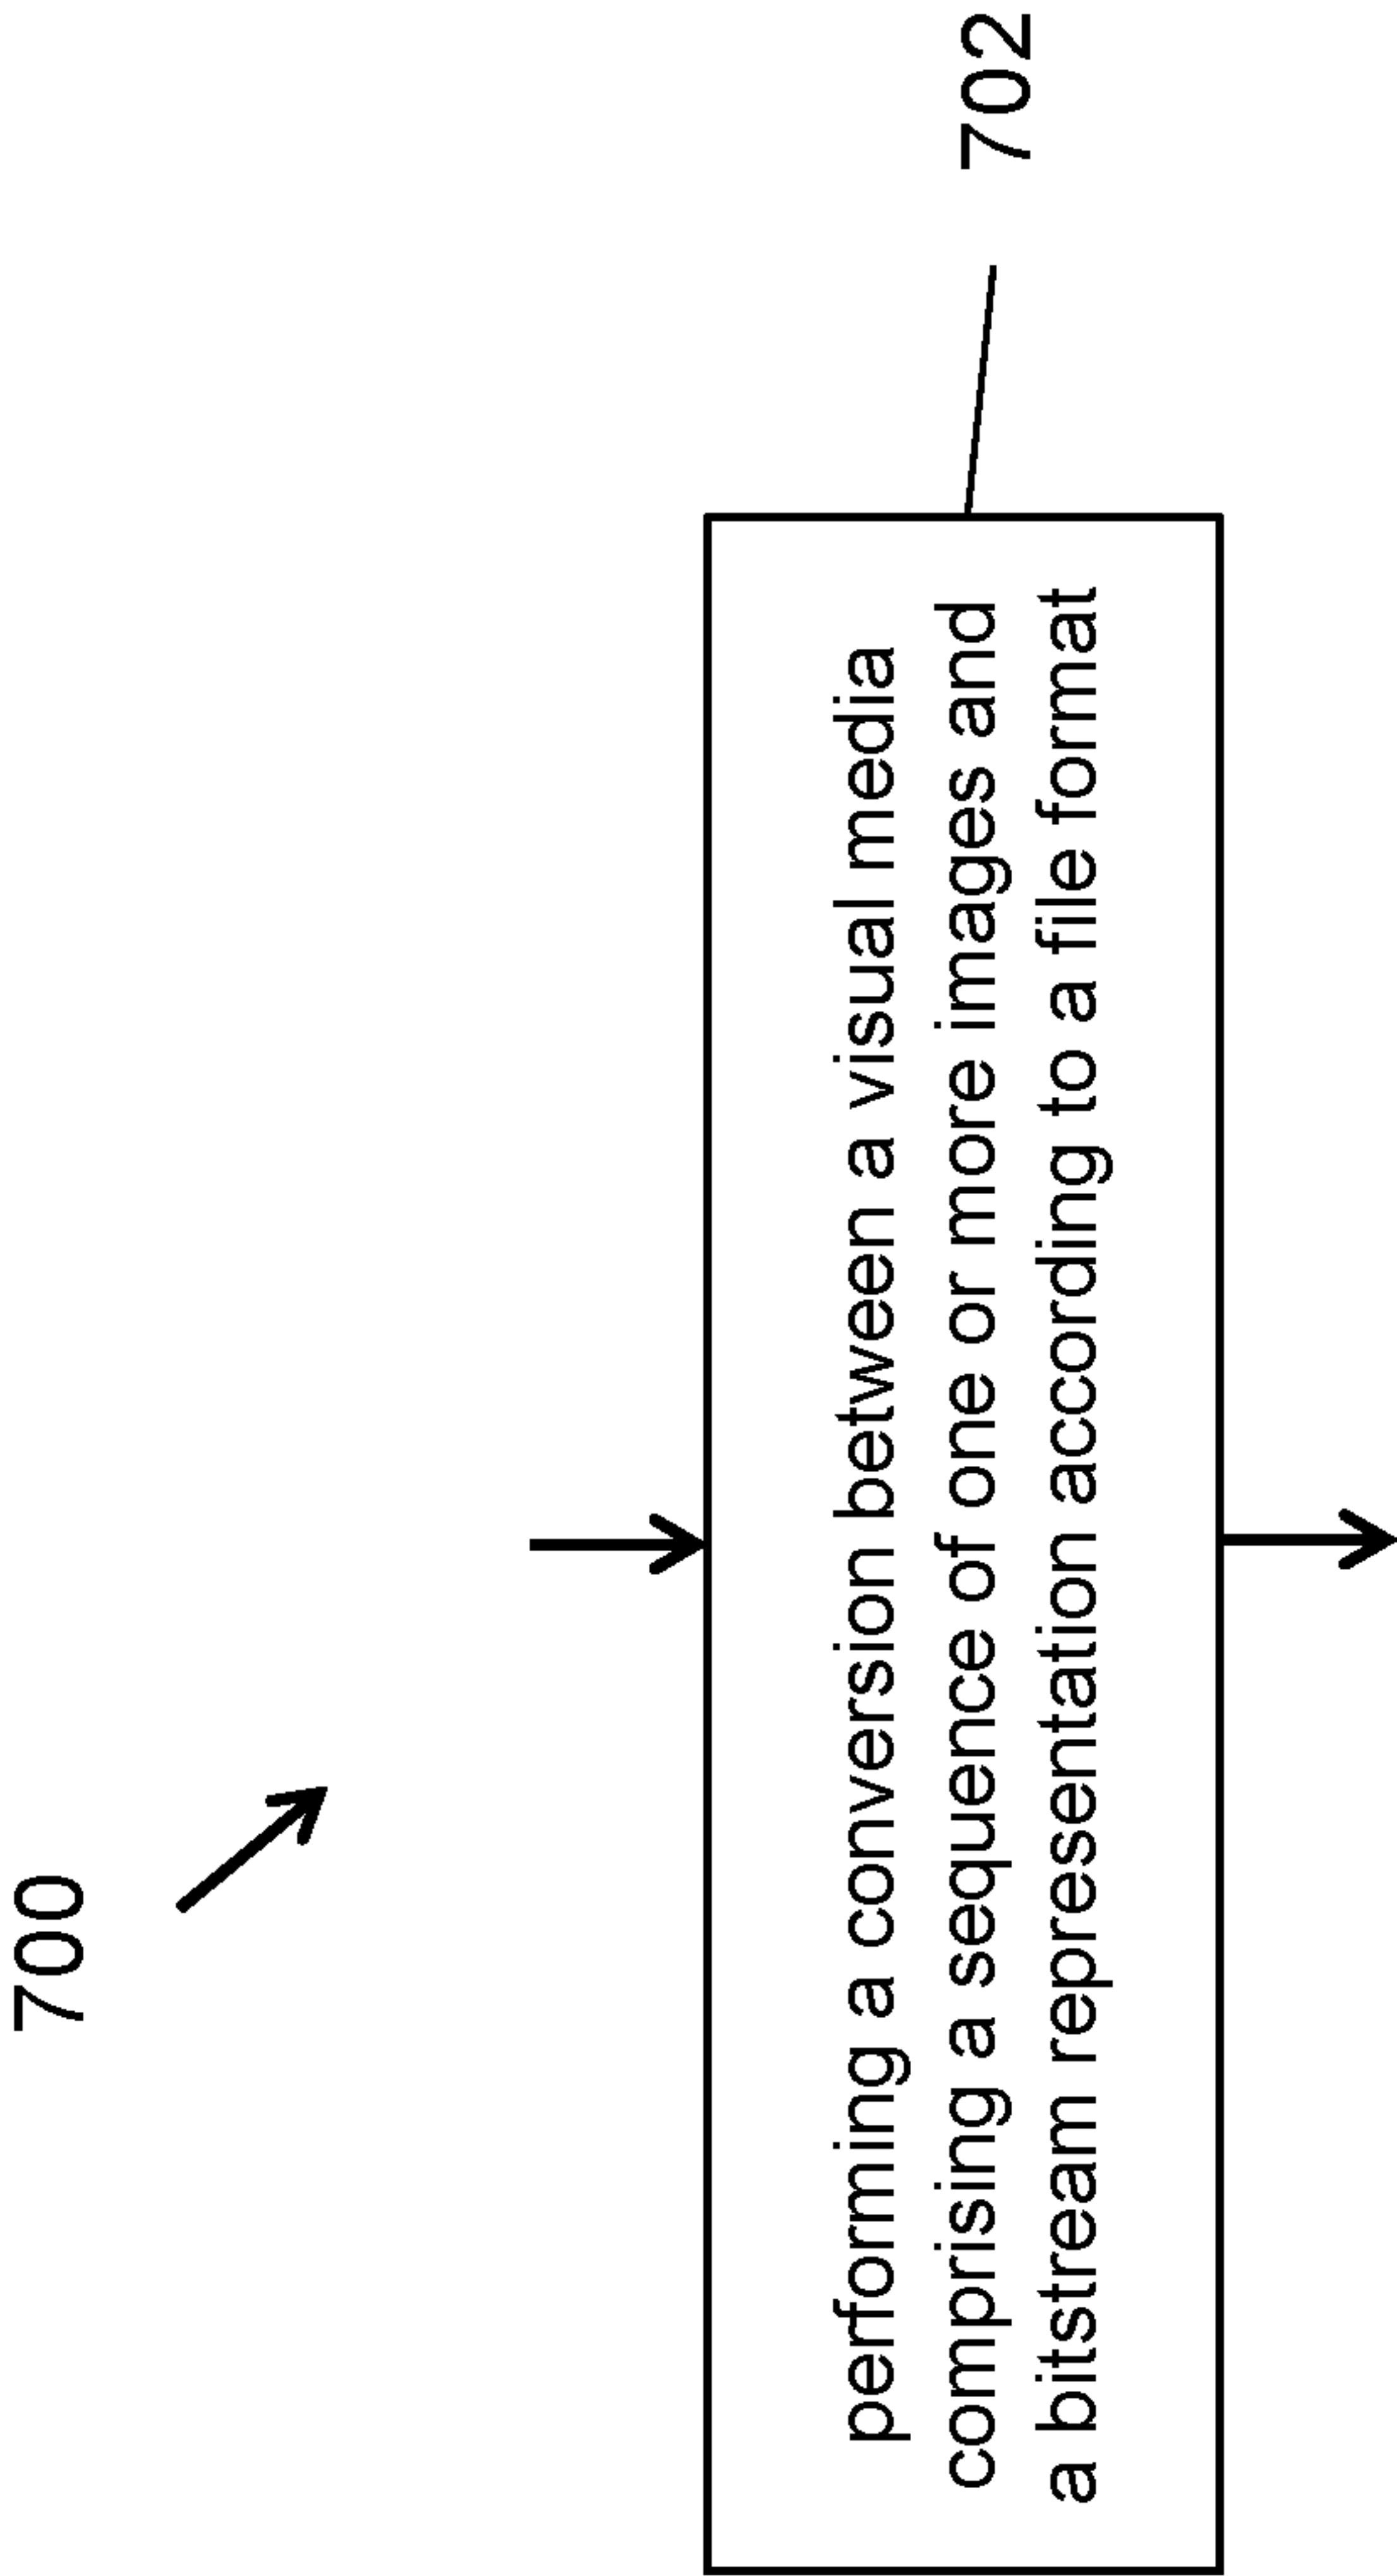 700
performing a conversion between a visual media
comprising a sequence of one or more images and
a bitstream representation according to a file format
702